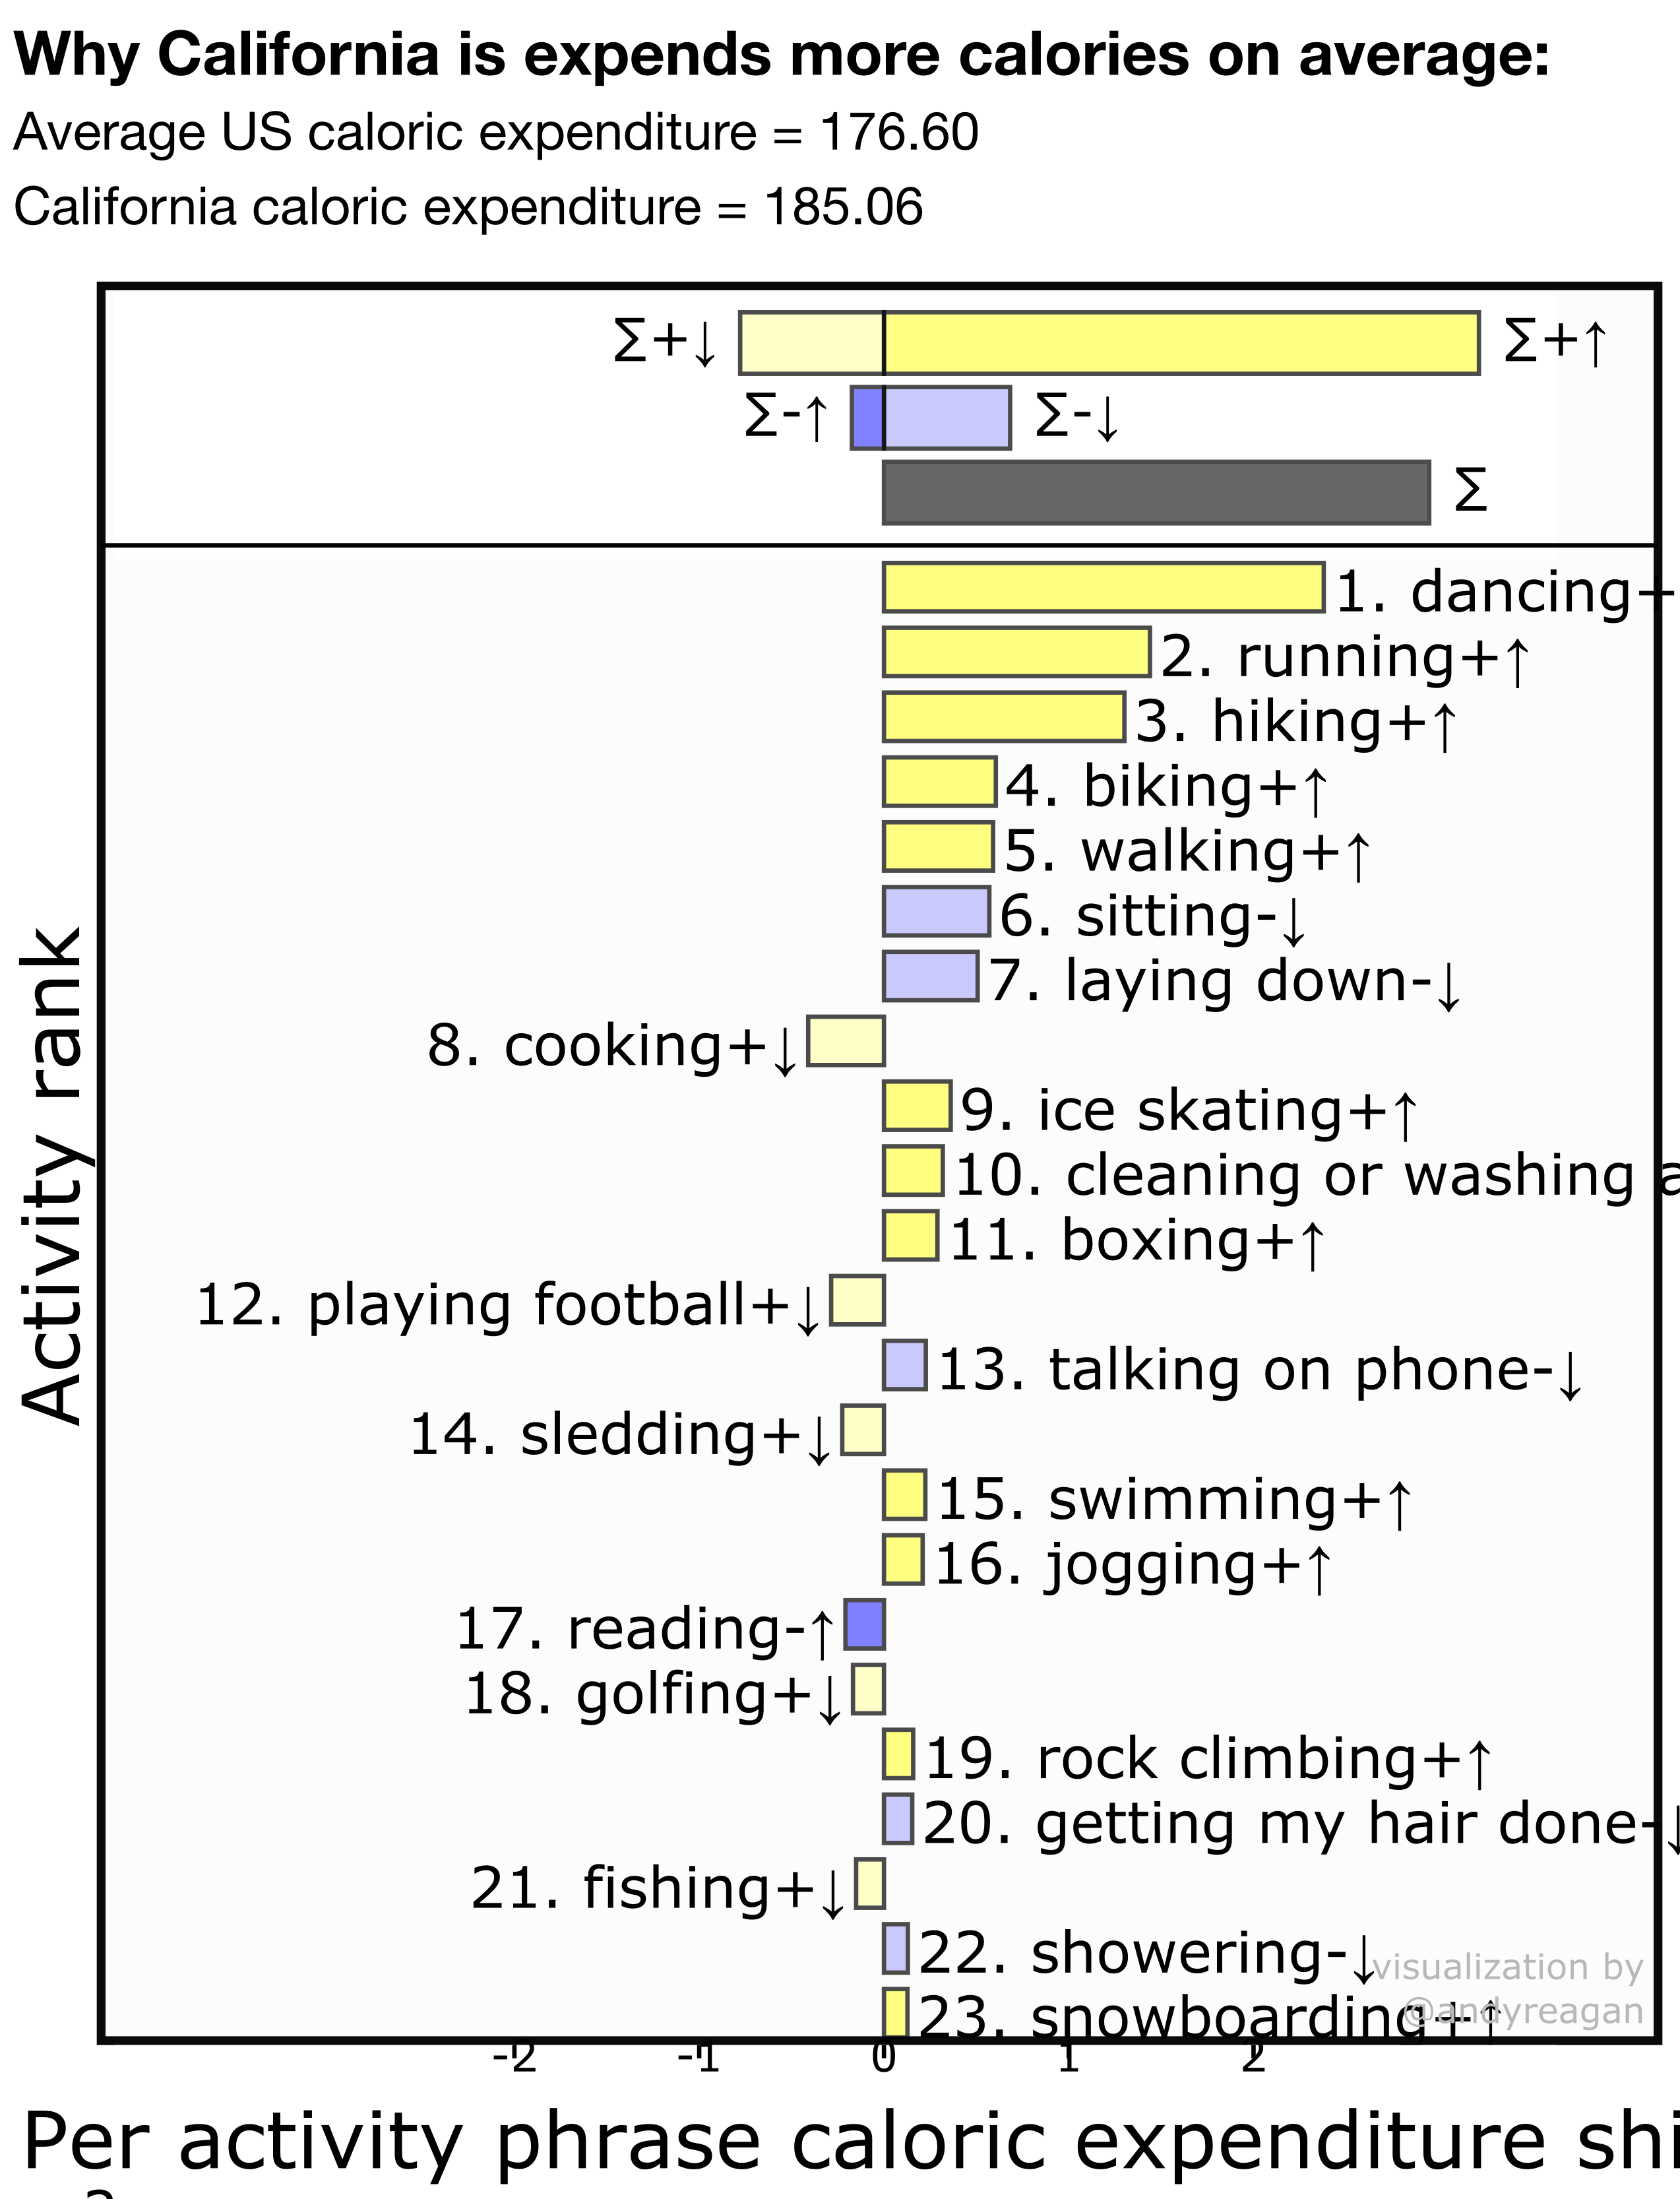 Why California is expends more calories on average:
Average US caloric expenditure = 176.60
California caloric expenditure = 185.06
∑+↓ ∑+↑
∑-↑ ∑-↓
∑
1. dancing+
2. running+↑
3. hiking+↑
4. biking+↑
5. walking+↑
6. sitting-↓
7. laying down-↓
8. cooking+↓
9. ice skating+↑
10. cleaning or washing a
11. boxing+↑
12. playing football+↓
13. talking on phone-↓
14. sledding+↓
15. swimming+↑
16. jogging+↑
17. reading-↑
18. golfing+↓
19. rock climbing+↑
20. getting my hair done-↓
21. fishing+↓
22. showering-↓
23. snowboarding+↑
visualization by
@andyreagan
Activity rank
-2 -1 0 1 2
Per activity phrase caloric expenditure shi